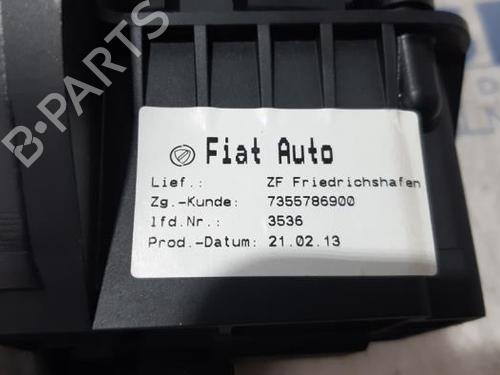 Fiat Auto
Lief.: ZF Friedrichshafen
Zg.-Kunde: 7355786900
lfd.Nr.: 3536
Prod.-Datum: 21.02.13
B-PARTS